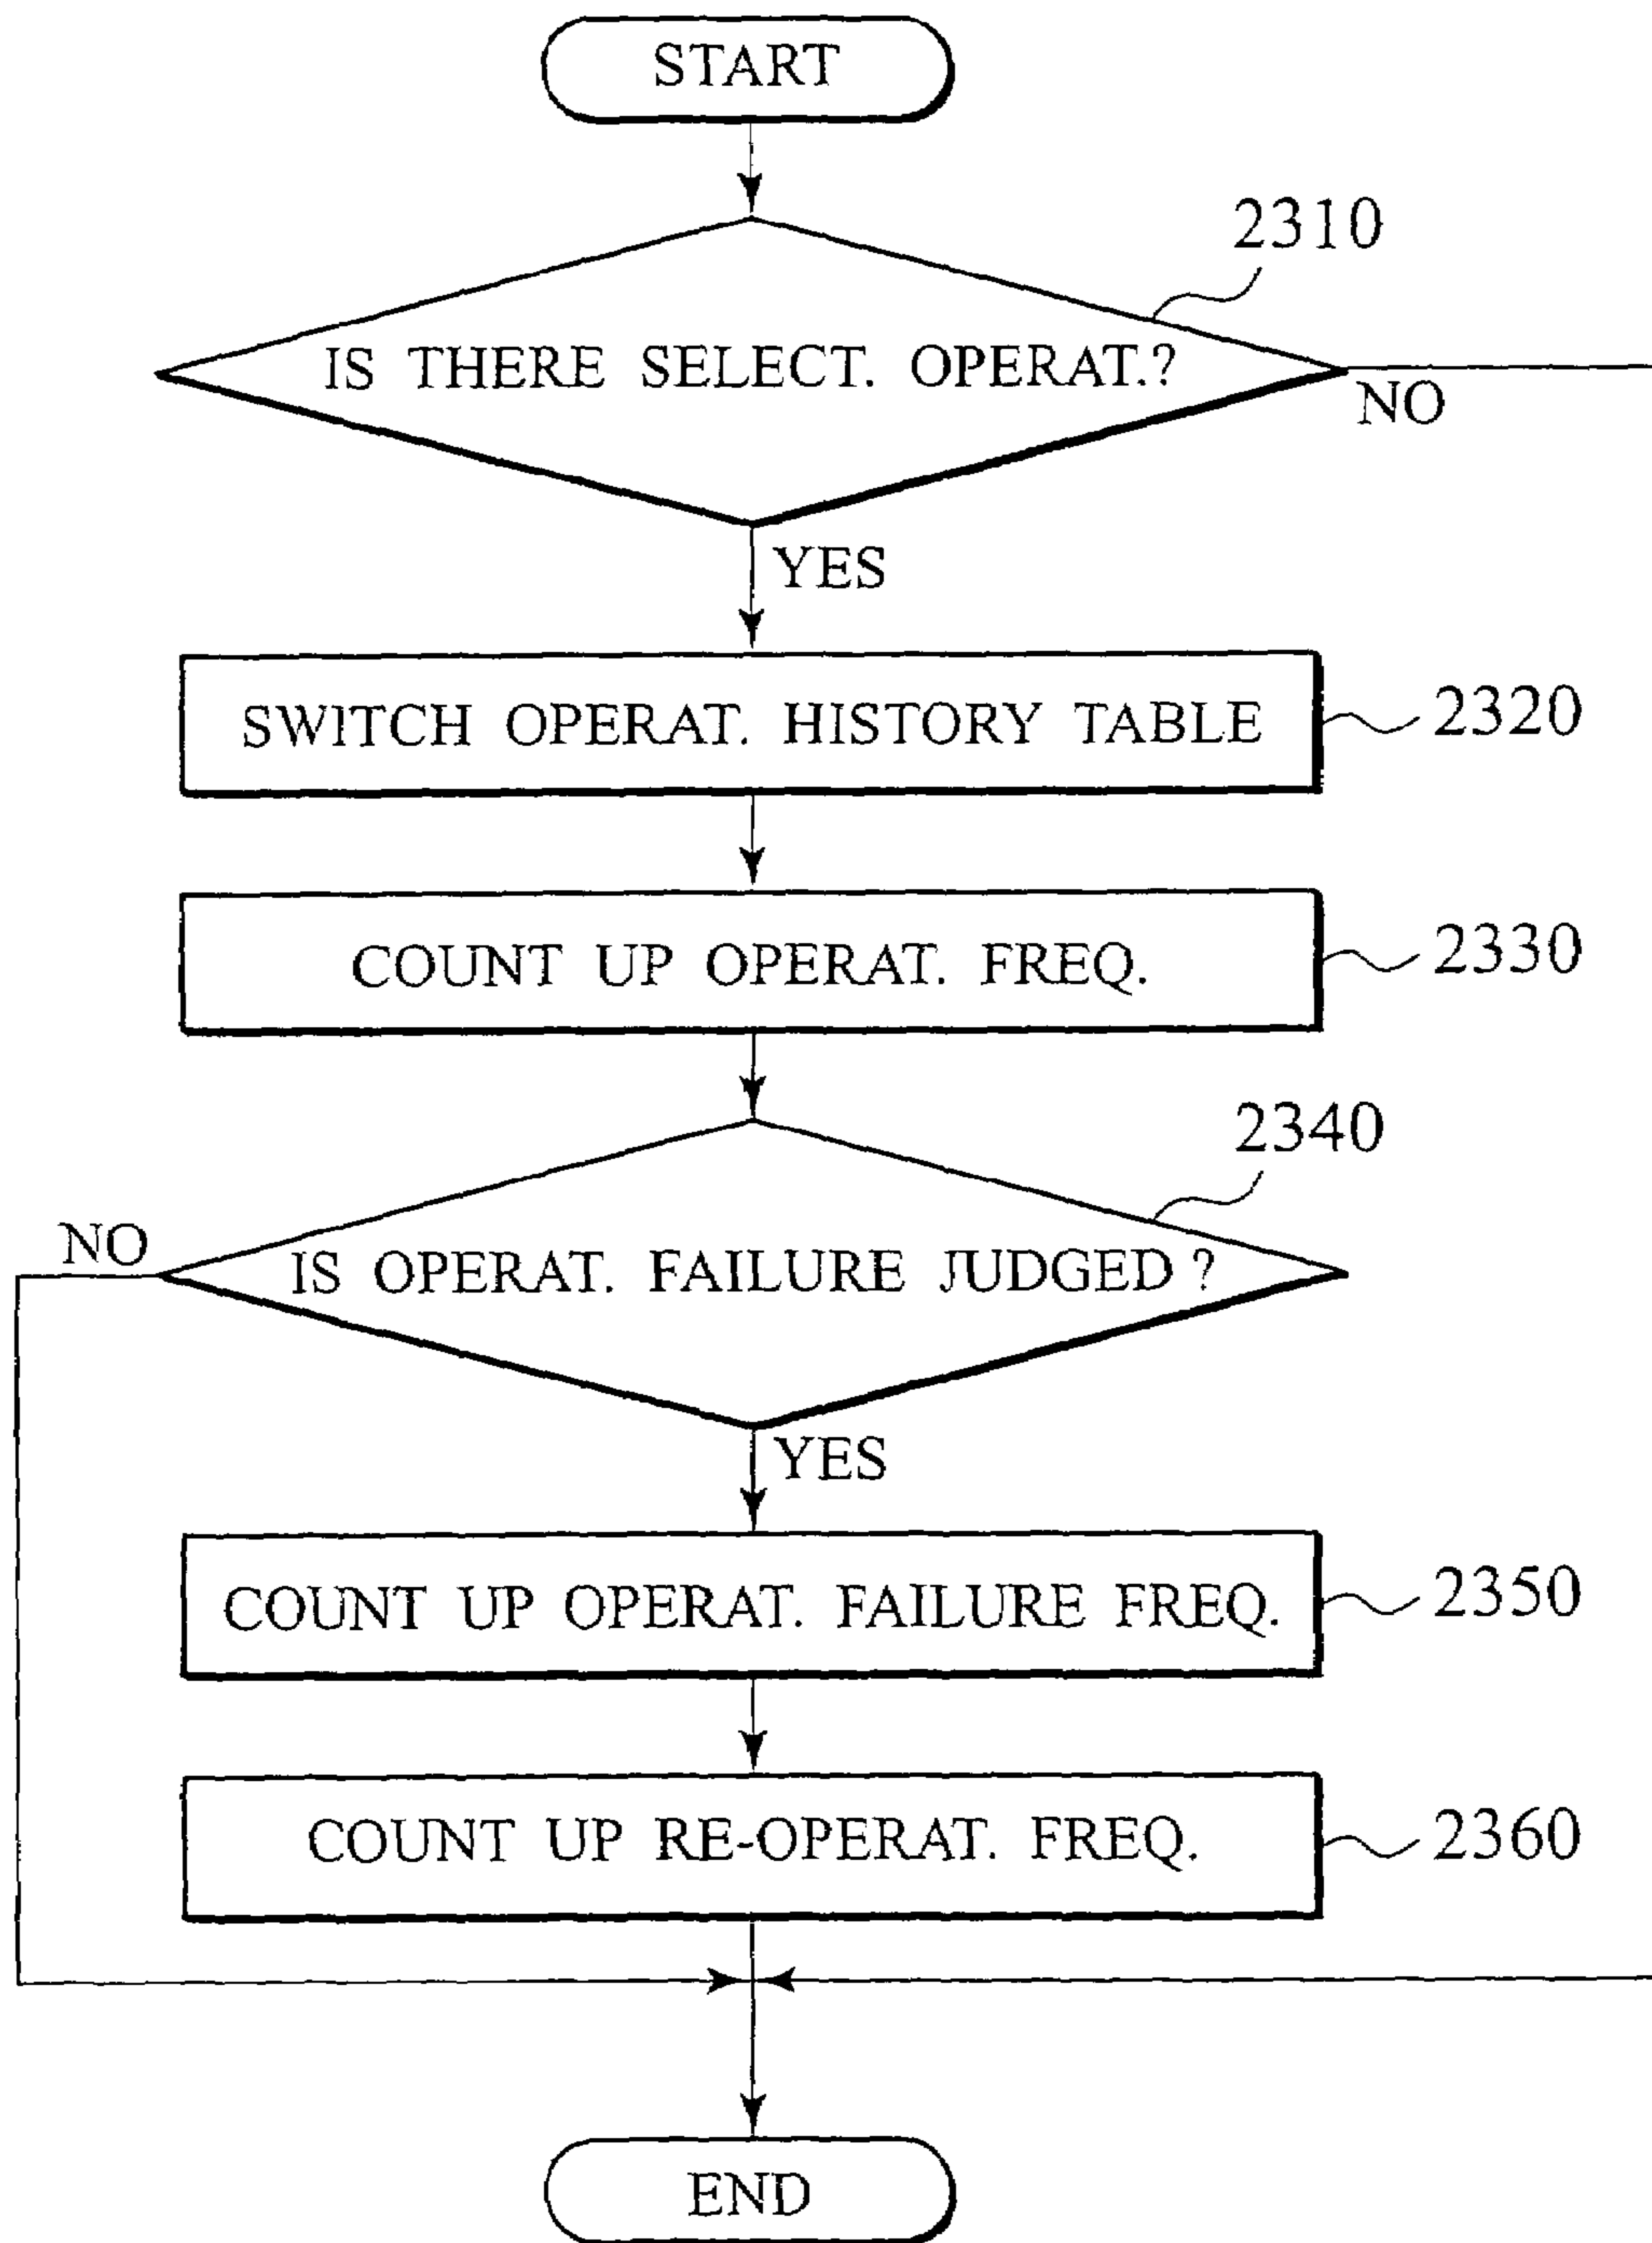 START
2310
IS THERE SELECT. OPERAT.?
NO
YES
SWITCH OPERAT. HISTORY TABLE
2320
COUNT UP OPERAT. FREQ.
2330
2340
NO
IS OPERAT. FAILURE JUDGED ?
YES
COUNT UP OPERAT. FAILURE FREQ.
2350
COUNT UP RE-OPERAT. FREQ.
2360
END